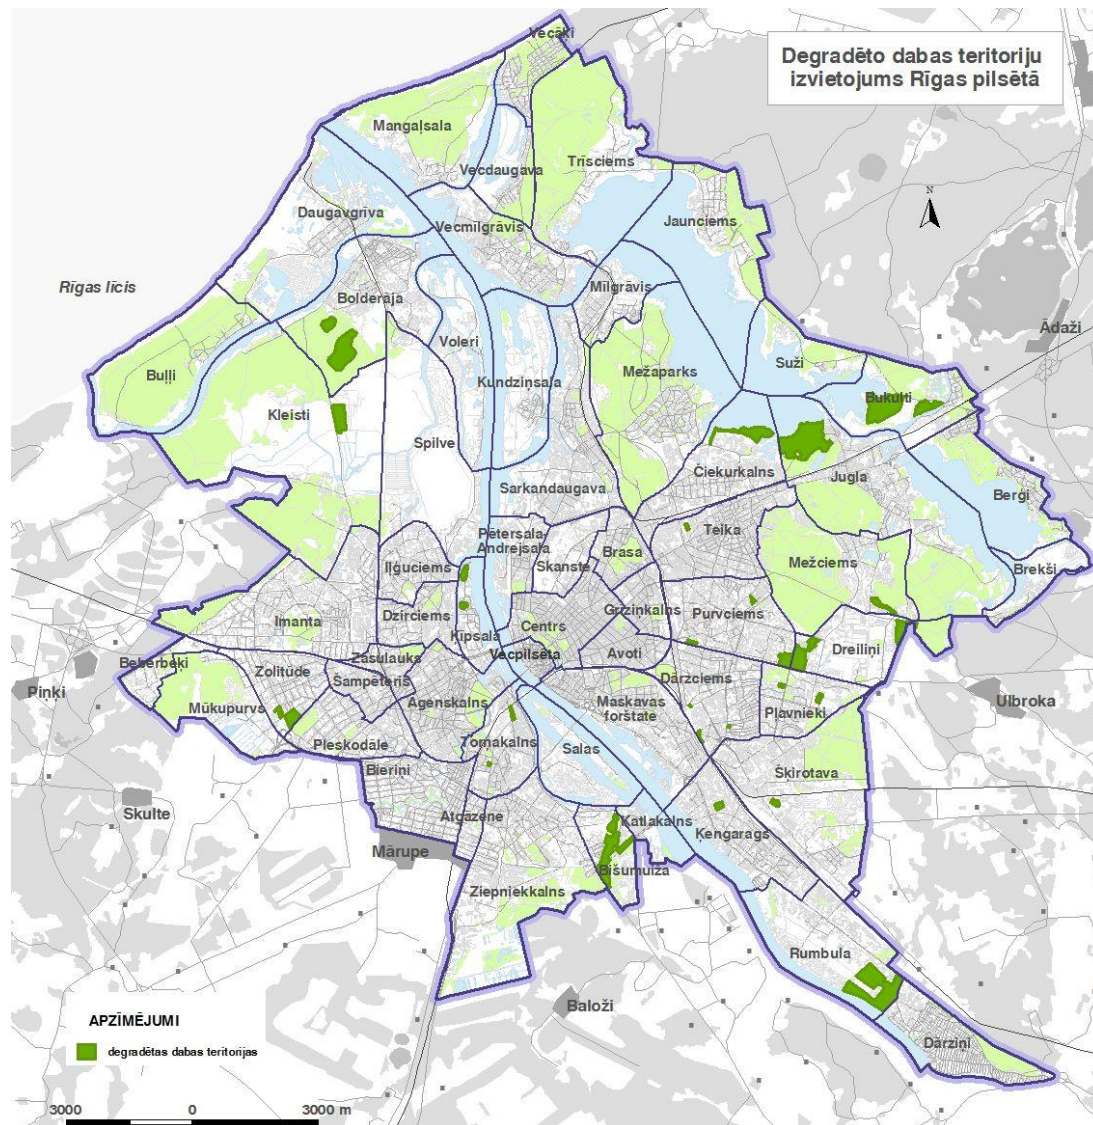 Degradēto dabas teritoriju
izvietojums Rīgas pilsētā
Vecāķi
Mangaļsala
Vecdaugava
Trīsciems
Daugavgrīva
Vecmīlgrāvis
Jaunciems
N
Rīgas līcis
Bolderāja
Mīlgrāvis
Ādaži
Voleri
Buļļi
Kundziņsala
Mežaparks
Suži
Bukulti
Kleisti
Spilve
Čiekurkalns
Jugla
Sarkandaugava
Berģi
Pētersala-
Andrejsala
Teika
Brasa
Skanste
Iļģuciems
Mežciems
Brekši
Imanta
Dzirciems
Grīziņkalns
Purvciems
Centrs
Ķīpsala
Dreiliņi
Beberbeķi
Zolitūde
Zasulauks
Vecpilsēta
Avoti
Šampēteris
Dārzciems
Piņķi
Mūkupurvs
Āgenskalns
Maskavas
forštate
Pļavnieki
Ulbroka
Pleskodāle
Torņakalns
Salas
Bieriņi
Šķirotava
Skulte
Atgāzene
Katlakalns
Ķengarags
Mārupe
Bišumuiža
Ziepniekkalns
Rumbula
Baloži
Dārziņi
APZĪMĒJUMI
degradētas dabas teritorijas
3000 0 3000 m